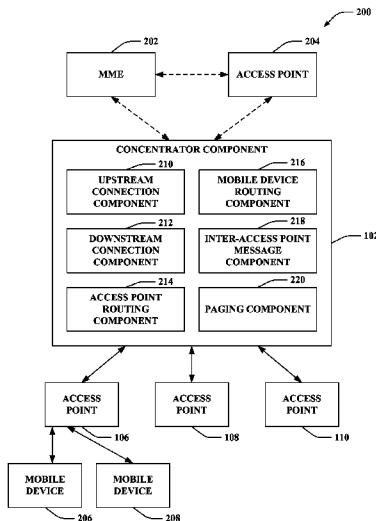 200
202
204
MME
ACCESS POINT
CONCENTRATOR COMPONENT
210
216
UPSTREAM
CONNECTION
COMPONENT
MOBILE DEVICE
ROUTING
COMPONENT
212
218
102
DOWNSTREAM
CONNECTION
COMPONENT
INTER-ACCESS POINT
MESSAGE
COMPONENT
214
220
ACCESS POINT
ROUTING
COMPONENT
PAGING COMPONENT
ACCESS
POINT
ACCESS
POINT
ACCESS
POINT
106
108
110
MOBILE
DEVICE
MOBILE
DEVICE
206
208